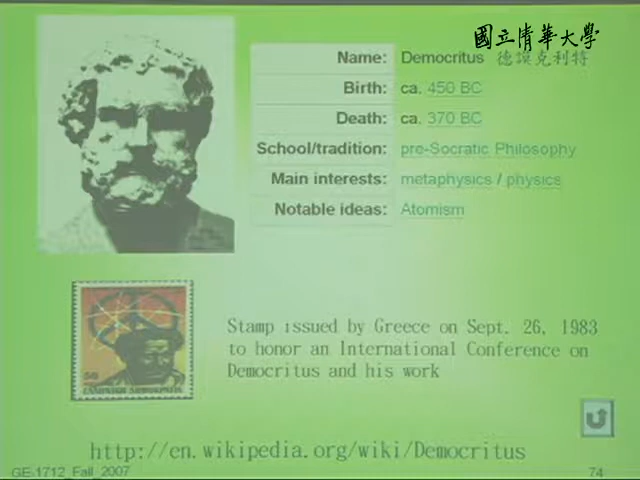 國立清華大學
Name: Democritus 德謨克利特
Birth: ca. 450 BC
Death: ca. 370 BC
School/tradition: pre-Socratic Philosophy
Main interests: metaphysics / physics
Notable ideas: Atomism
Stamp issued by Greece on Sept. 26, 1983
to honor an International Conference on
Democritus and his work
50
http://en.wikipedia.org/wiki/Democritus
GE-1712_Fall_2007
74